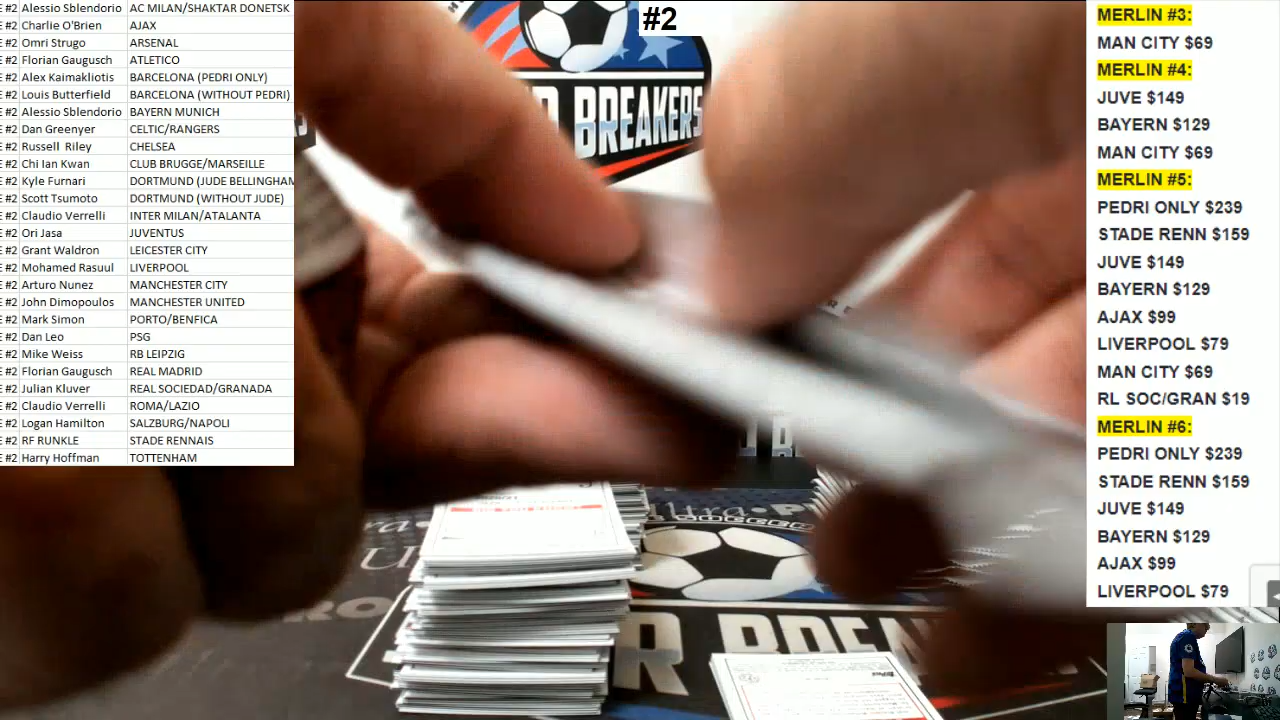 #2
E #2 Alessio Sblendorio AC MILAN/SHAKTAR DONETSK
E #2 Charlie O'Brien AJAX
E #2 Omri Strugo ARSENAL
E #2 Florian Gaugusch ATLETICO
E #2 Alex Kaimakliotis BARCELONA (PEDRI ONLY)
E #2 Louis Butterfield BARCELONA (WITHOUT PEDRI)
E #2 Alessio Sblendorio BAYERN MUNICH
E #2 Dan Greenyer CELTIC/RANGERS
E #2 Russell Riley CHELSEA
E #2 Chi Ian Kwan CLUB BRUGGE/MARSEILLE
E #2 Kyle Furnari DORTMUND (JUDE BELLINGHAM
E #2 Scott Tsumoto DORTMUND (WITHOUT JUDE)
E #2 Claudio Verrelli INTER MILAN/ATALANTA
E #2 Ori Jasa JUVENTUS
E #2 Grant Waldron LEICESTER CITY
E #2 Mohamed Rasuul LIVERPOOL
E #2 Arturo Nunez MANCHESTER CITY
E #2 John Dimopoulos MANCHESTER UNITED
E #2 Mark Simon PORTO/BENFICA
E #2 Dan Leo PSG
E #2 Mike Weiss RB LEIPZIG
E #2 Florian Gaugusch REAL MADRID
E #2 Julian Kluver REAL SOCIEDAD/GRANADA
E #2 Claudio Verrelli ROMA/LAZIO
E #2 Logan Hamilton SALZBURG/NAPOLI
E #2 RF RUNKLE STADE RENNAIS
E #2 Harry Hoffman TOTTENHAM
BREAKERS
MERLIN #3:
MAN CITY $69
MERLIN #4:
JUVE $149
BAYERN $129
MAN CITY $69
MERLIN #5:
PEDRI ONLY $239
STADE RENN $159
JUVE $149
BAYERN $129
AJAX $99
LIVERPOOL $79
MAN CITY $69
RL SOC/GRAN $19
MERLIN #6:
PEDRI ONLY $239
STADE RENN $159
JUVE $149
BAYERN $129
AJAX $99
LIVERPOOL $79